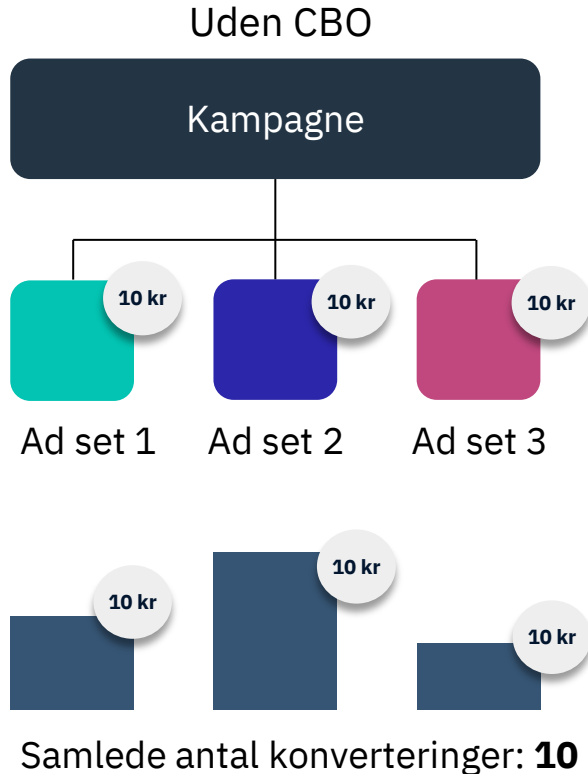 Uden CBO
Kampagne
10 kr
10 kr
10 kr
Ad set 1
Ad set 2
Ad set 3
10 kr
10 kr
10 kr
Samlede antal konverteringer: 10